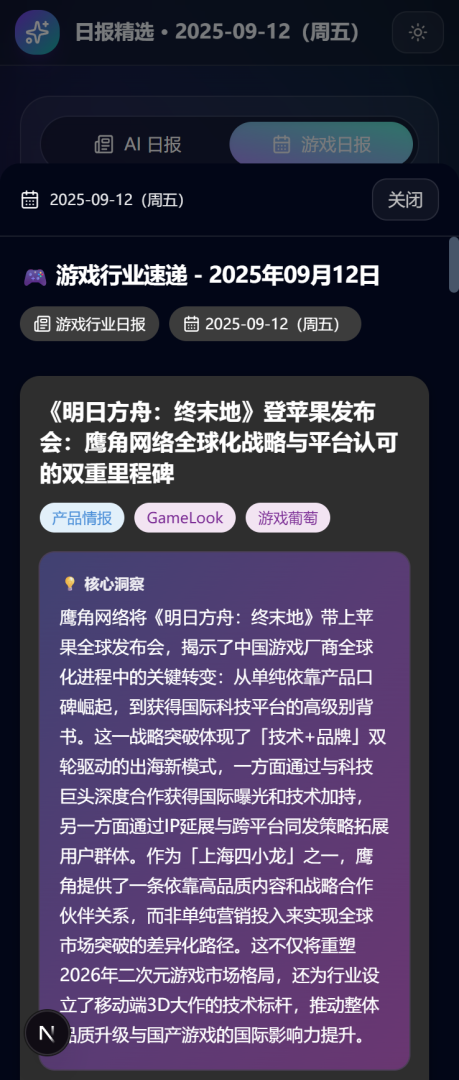 日报精选 • 2025-09-12（周五）
AI 日报
游戏日报
2025-09-12（周五）
关闭
🎮 游戏行业速递 - 2025年09月12日
游戏行业日报
2025-09-12（周五）
《明日方舟：终末地》登苹果发布
会：鹰角网络全球化战略与平台认可
的双重里程碑
产品情报
GameLook
游戏葡萄
💡 核心洞察
鹰角网络将《明日方舟：终末地》带上苹
果全球发布会，揭示了中国游戏厂商全球
化进程中的关键转变：从单纯依靠产品口
碑崛起，到获得国际科技平台的高级别背
书。这一战略突破体现了「技术+品牌」双
轮驱动的出海新模式，一方面通过与科技
巨头深度合作获得国际曝光和技术加持，
另一方面通过IP延展与跨平台同发策略拓展
用户群体。作为「上海四小龙」之一，鹰
角提供了一条依靠高品质内容和战略合作
伙伴关系，而非单纯营销投入来实现全球
市场突破的差异化路径。这不仅将重塑
2026年二次元游戏市场格局，还为行业设
立了移动端3D大作的技术标杆，推动整体
品质升级与国产游戏的国际影响力提升。
N